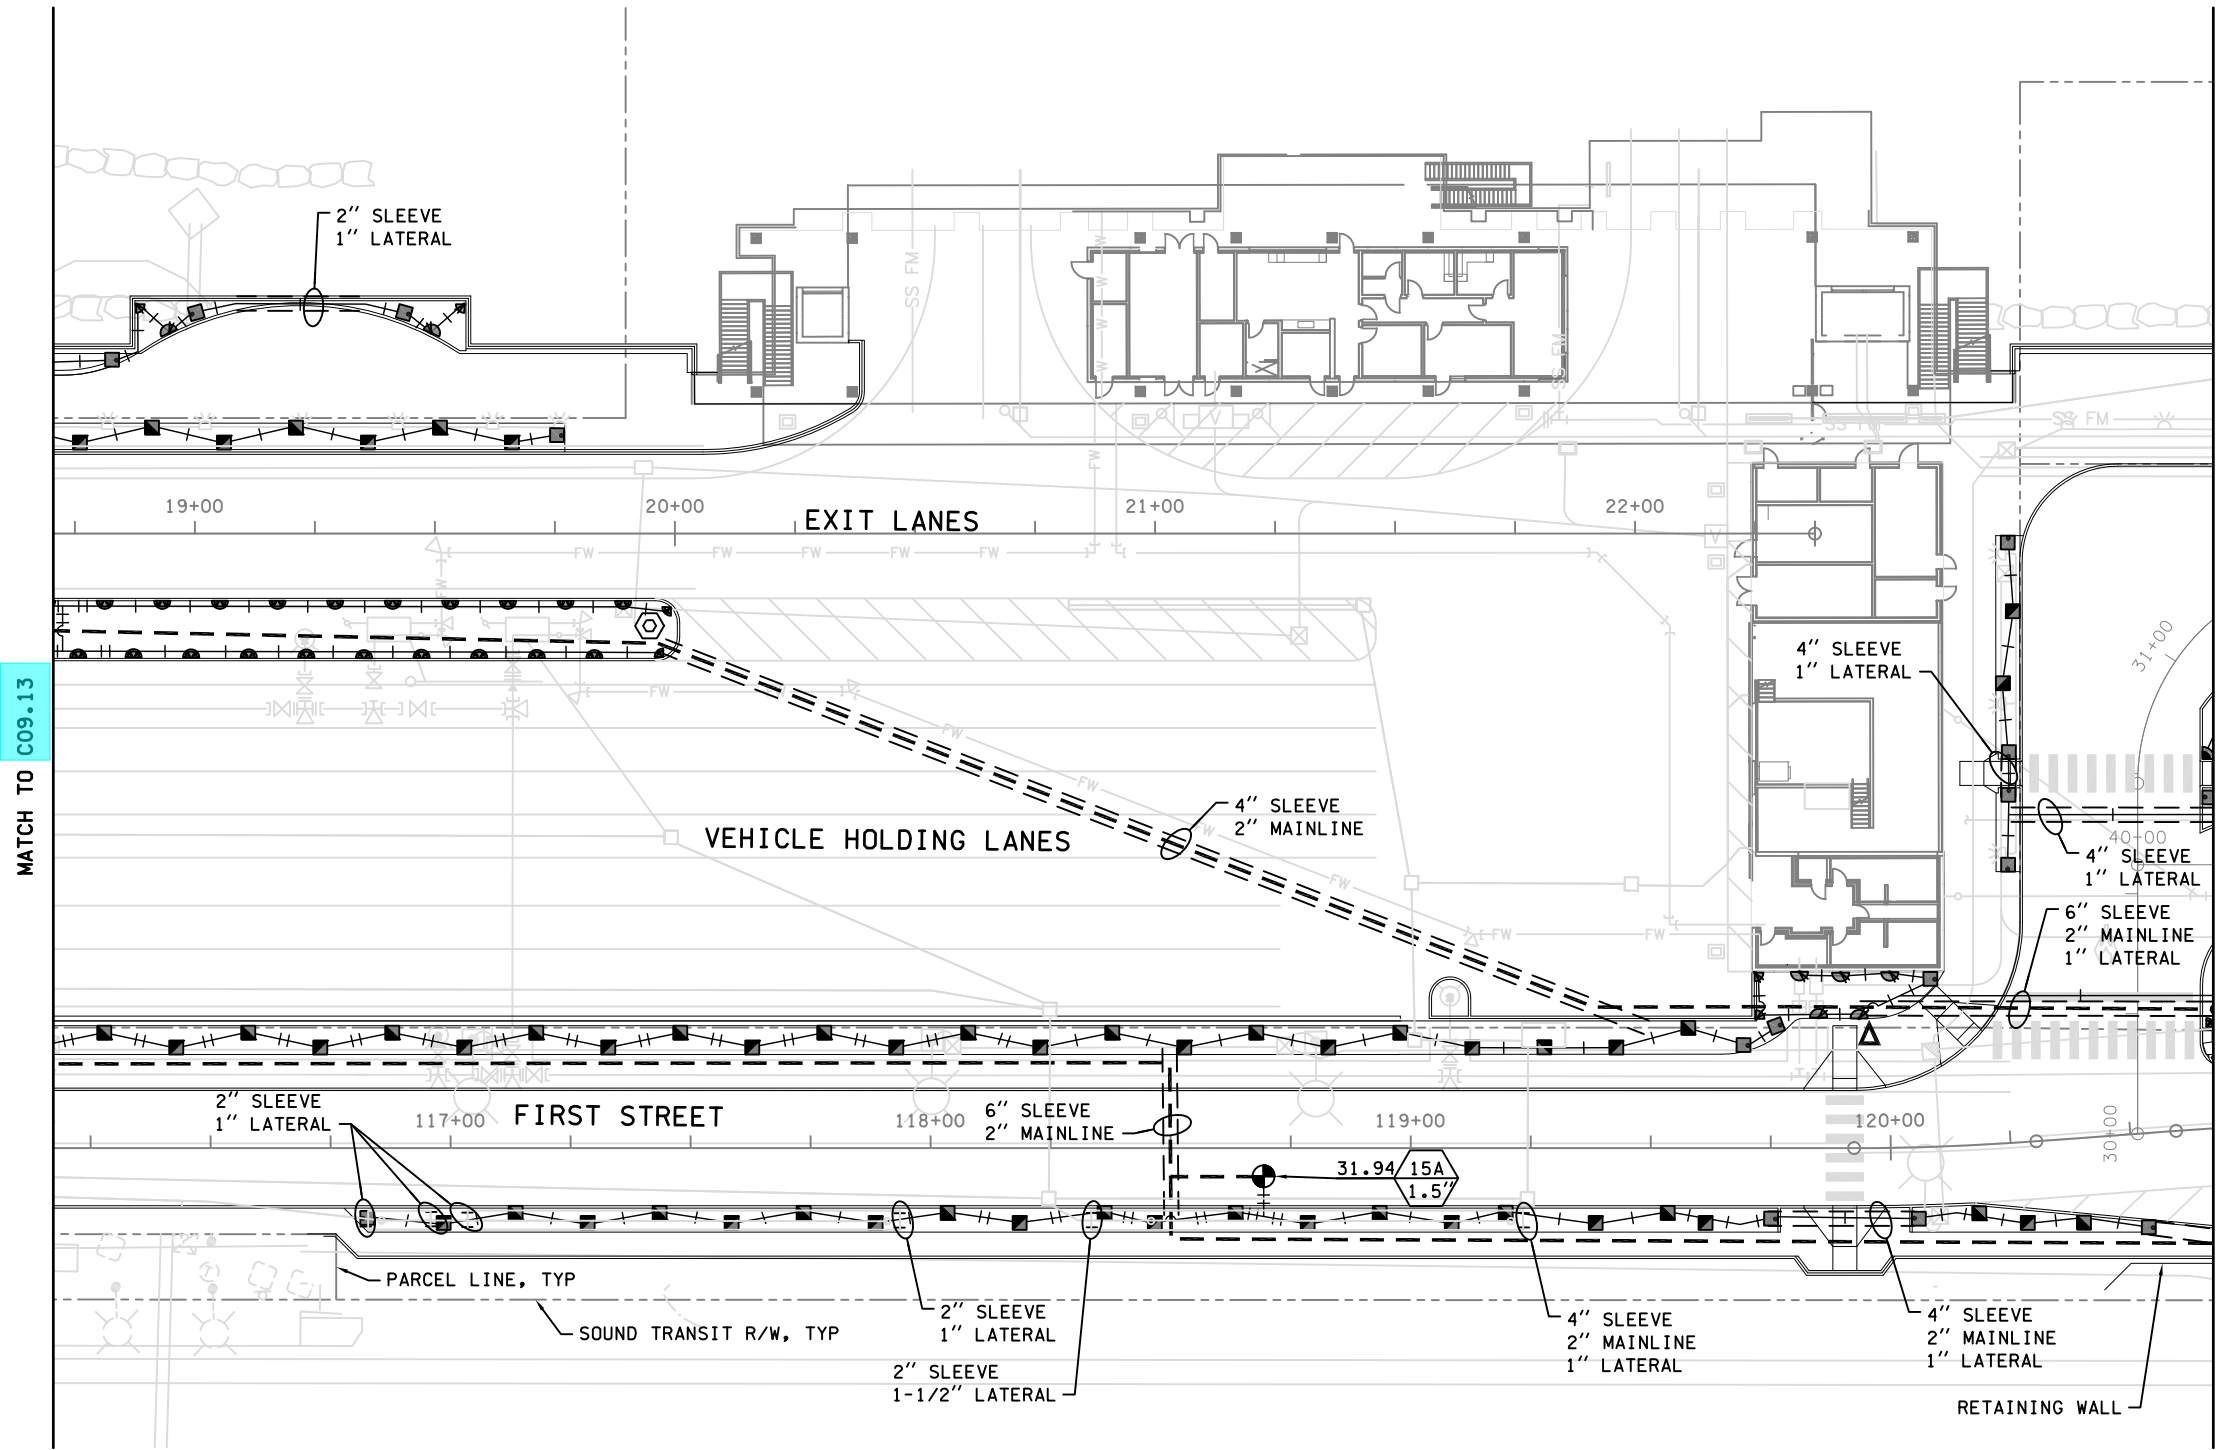 2" SLEEVE
1" LATERAL
SS FM
W
W
W
SS FM
V
SS FM
SS FM
19+00
20+00
21+00
22+00
EXIT LANES
FW
V
FW
FW
FW
FW
FW
FW
FW
4" SLEEVE
1" LATERAL
31+00
MATCH TO C09.13
FW
FW
FW
4" SLEEVE
2" MAINLINE
FW
VEHICLE HOLDING LANES
40+00
4" SLEEVE
1" LATERAL
FW
6" SLEEVE
2" MAINLINE
1" LATERAL
FW
FW
2" SLEEVE
1" LATERAL
117+00
FIRST STREET
118+00
6" SLEEVE
2" MAINLINE
119+00
120+00
30+00
31.94
15A
1.5"
PARCEL LINE, TYP
SOUND TRANSIT R/W, TYP
2" SLEEVE
1" LATERAL
2" SLEEVE
1-1/2" LATERAL
4" SLEEVE
2" MAINLINE
1" LATERAL
4" SLEEVE
2" MAINLINE
1" LATERAL
RETAINING WALL